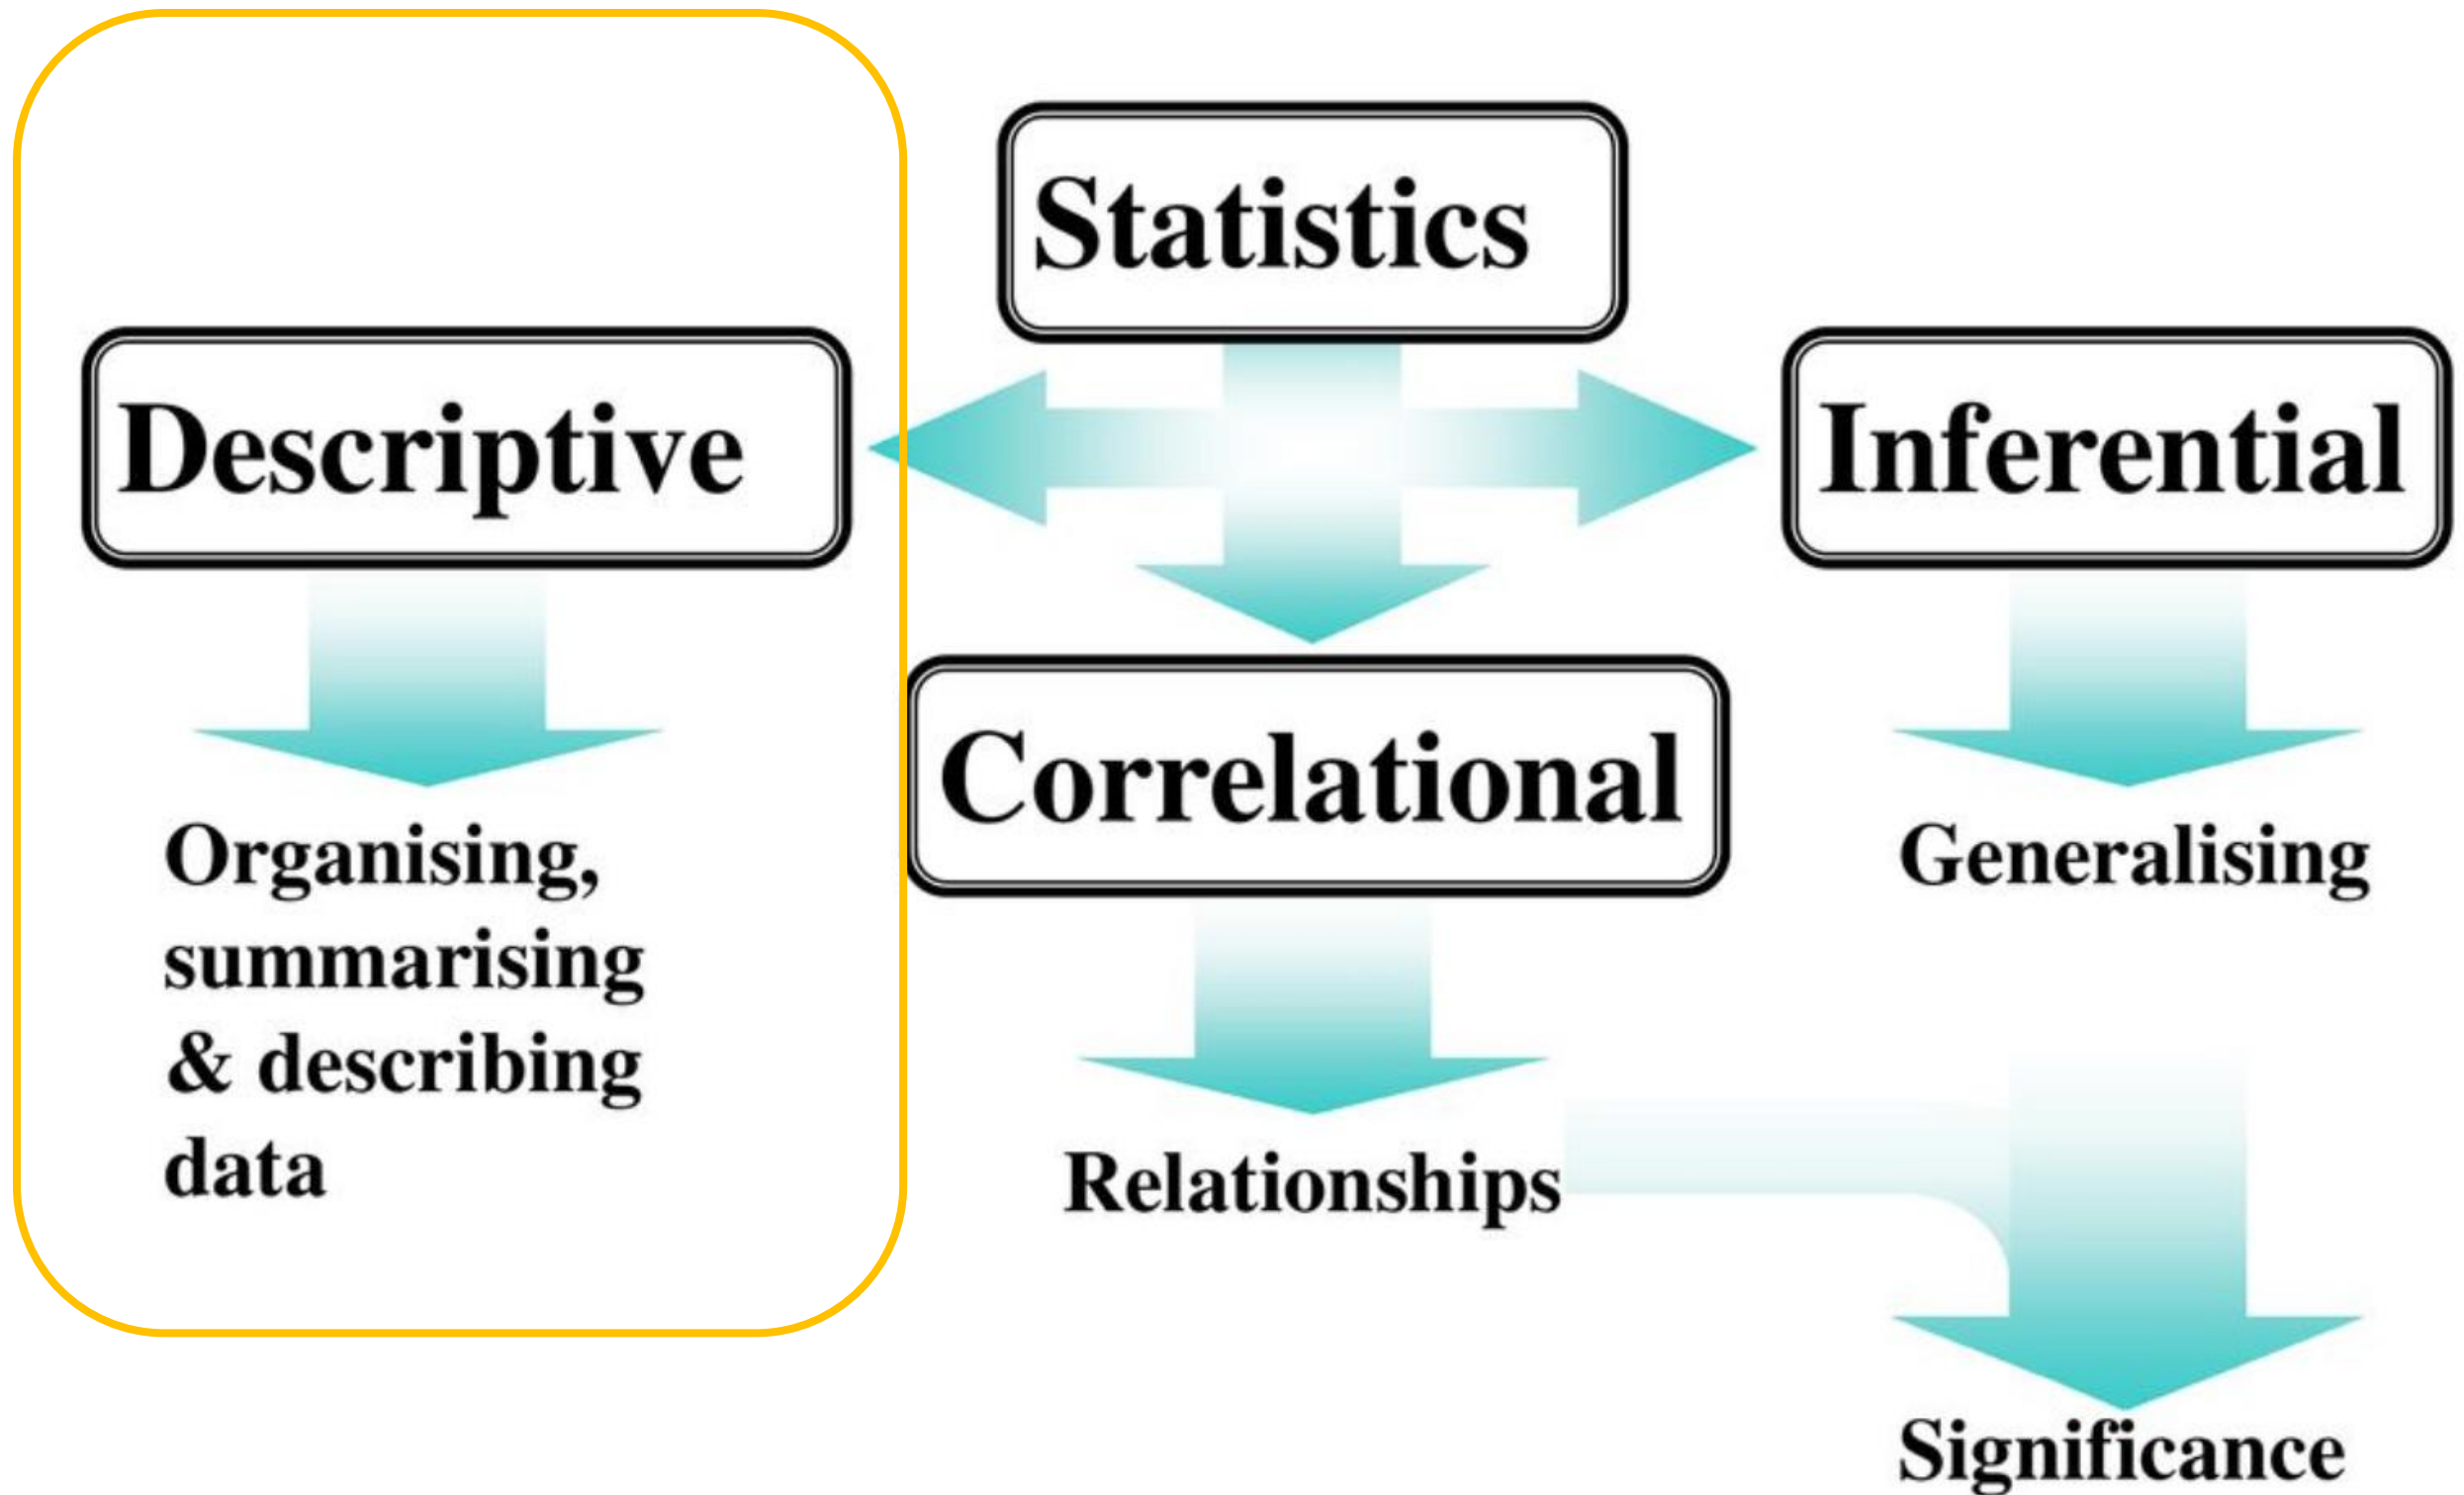 Statistics
Descriptive
Inferential
Correlational
Organising,
summarising
& describing
data
Generalising
Relationships
Significance